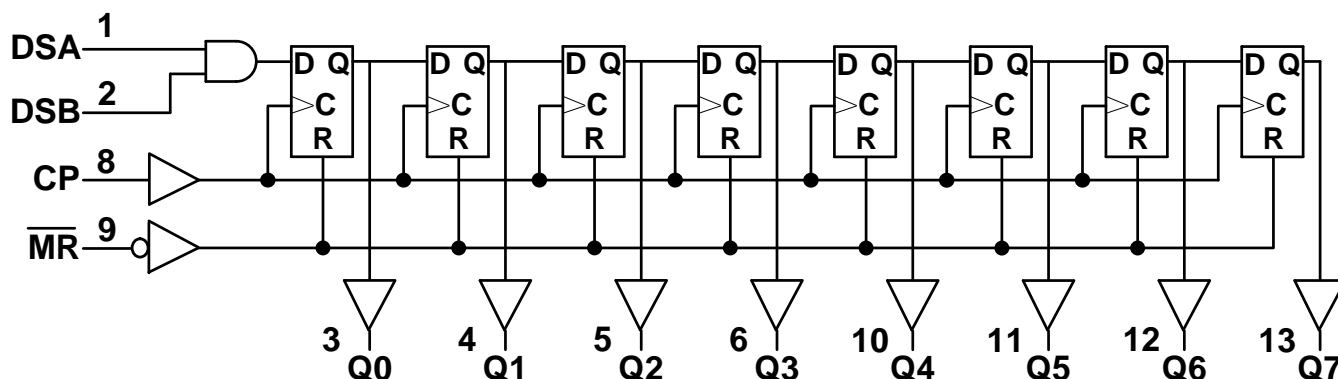 DSA 1
D Q D Q D Q D Q D Q D Q D Q D Q
DSB 2
C C C C C C C C
R R R R R R R R
CP 8
MR 9
3 4 5 6 10 11 12 13
Q0 Q1 Q2 Q3 Q4 Q5 Q6 Q7